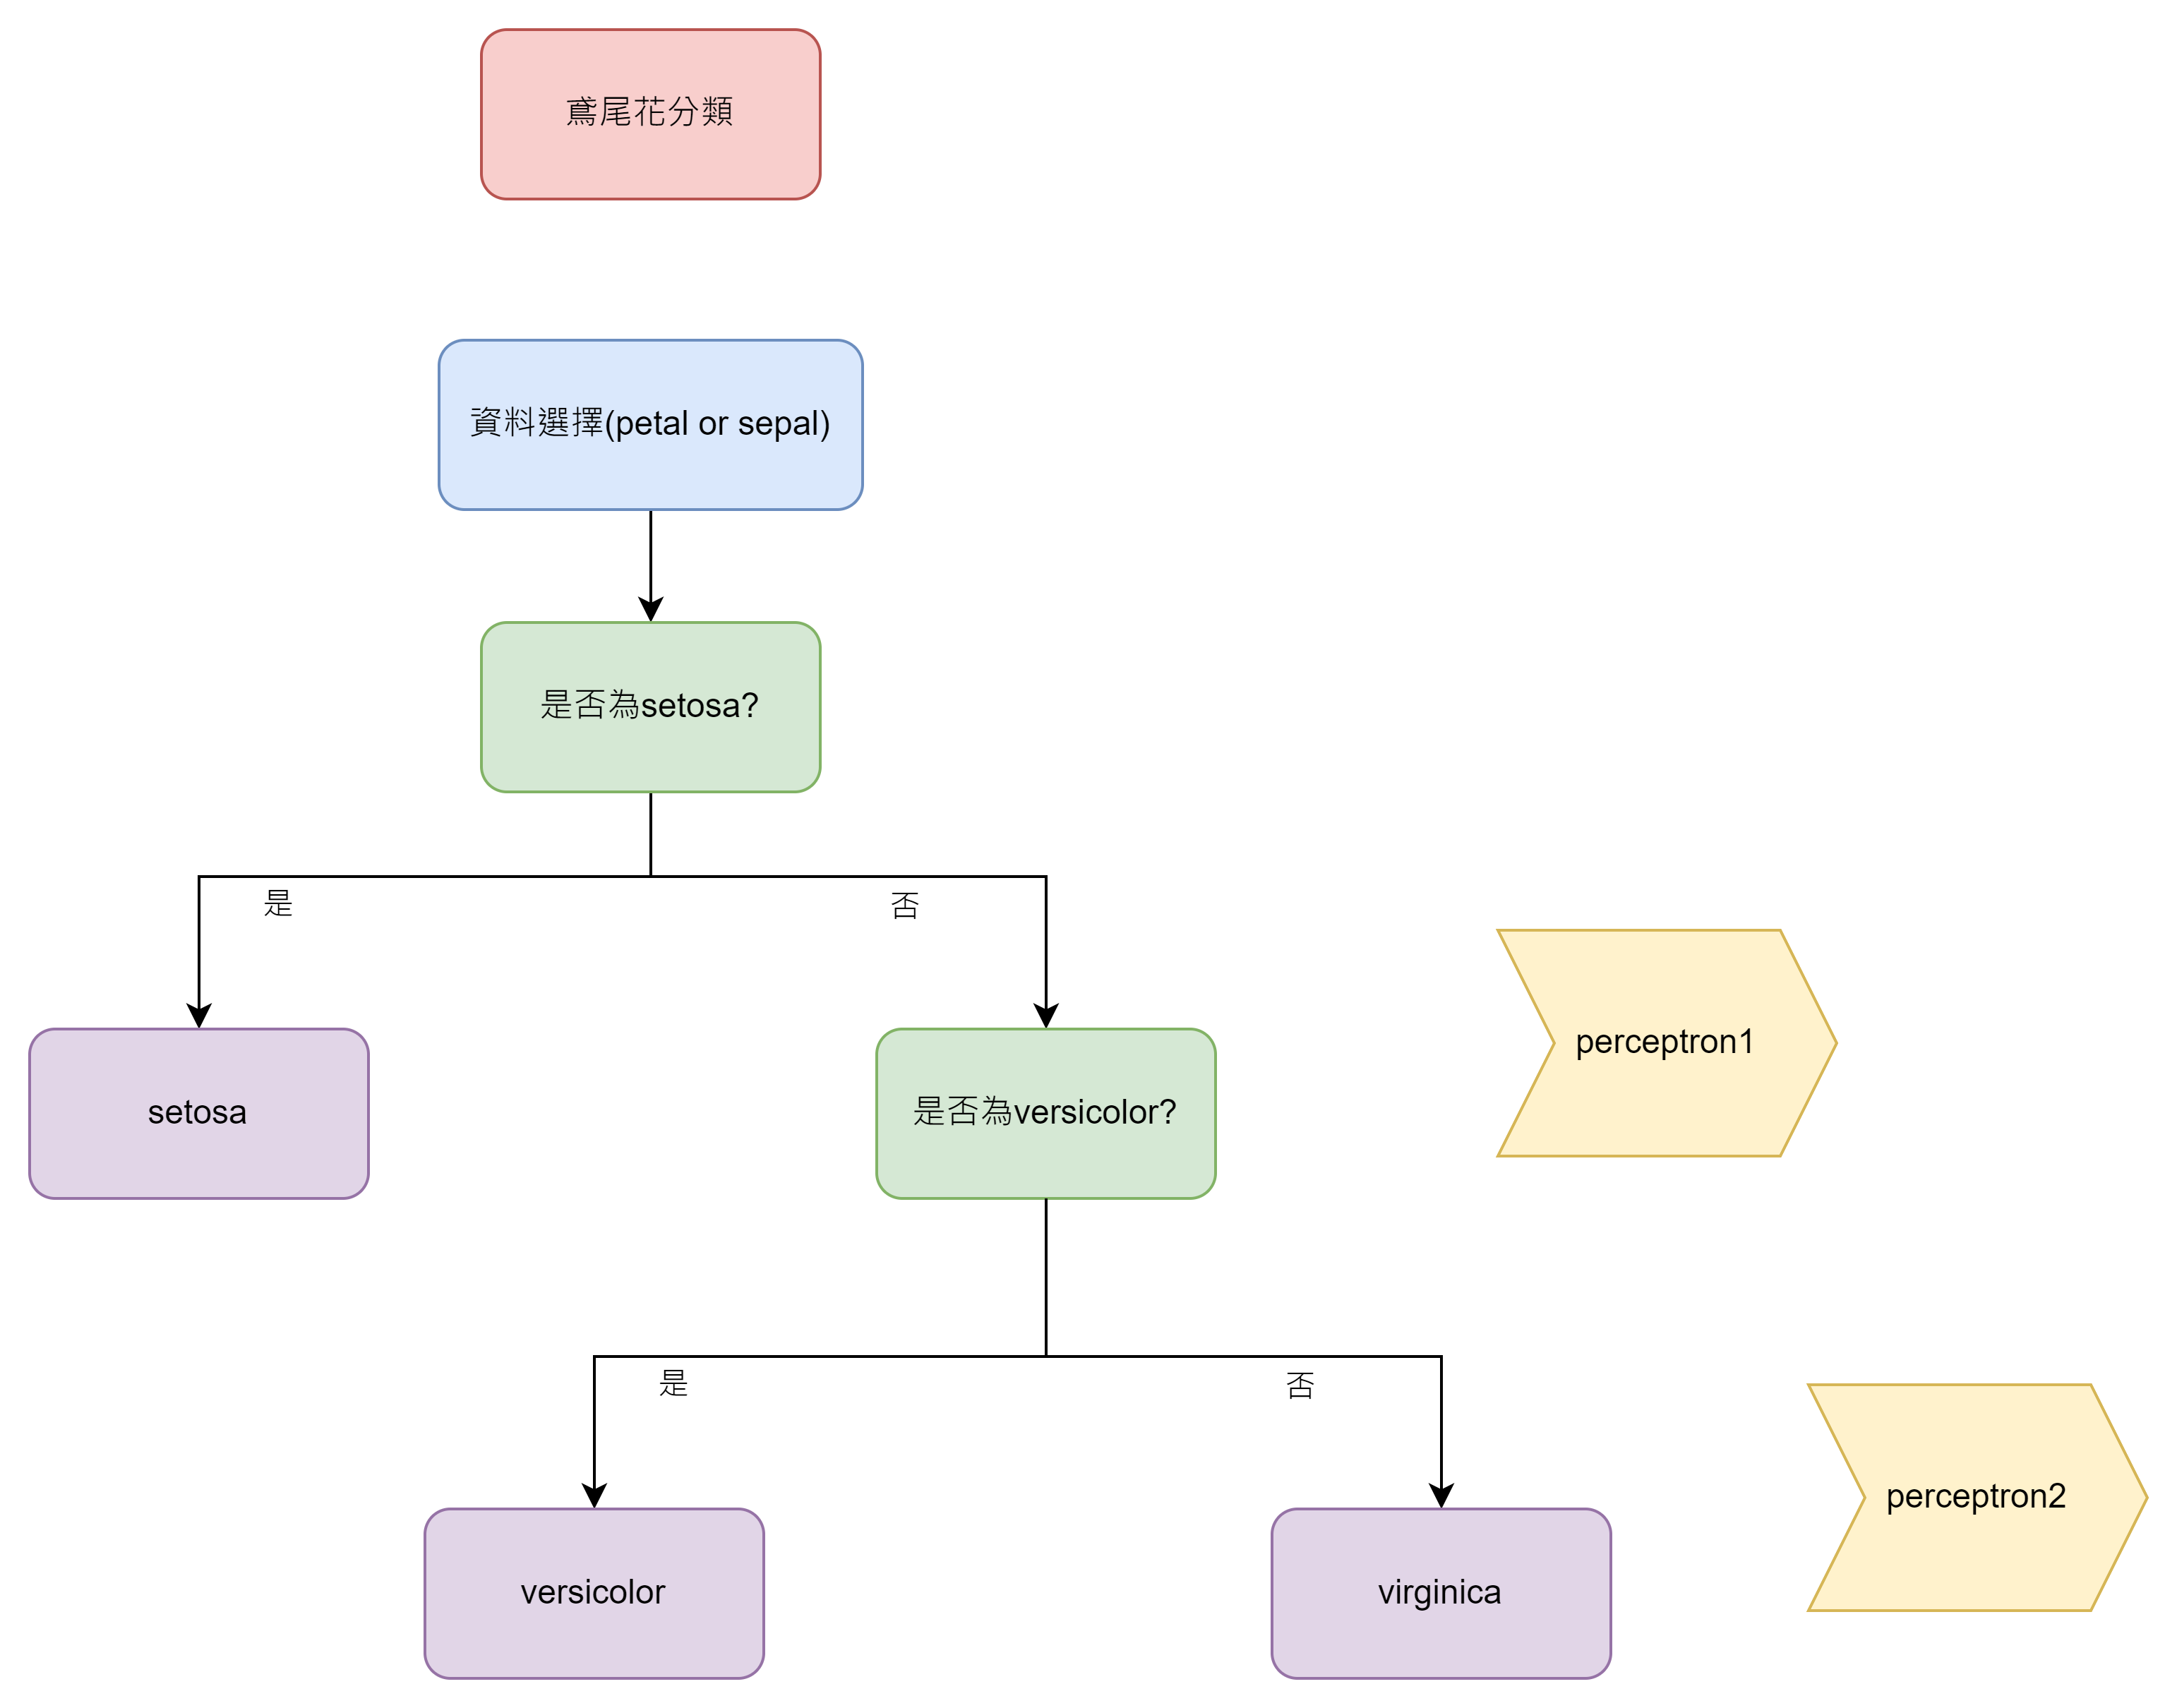 鳶尾花分類
資料選擇(petal or sepal)
是否為setosa?
是
否
setosa
是否為versicolor?
perceptron1
是
否
versicolor
virginica
perceptron2